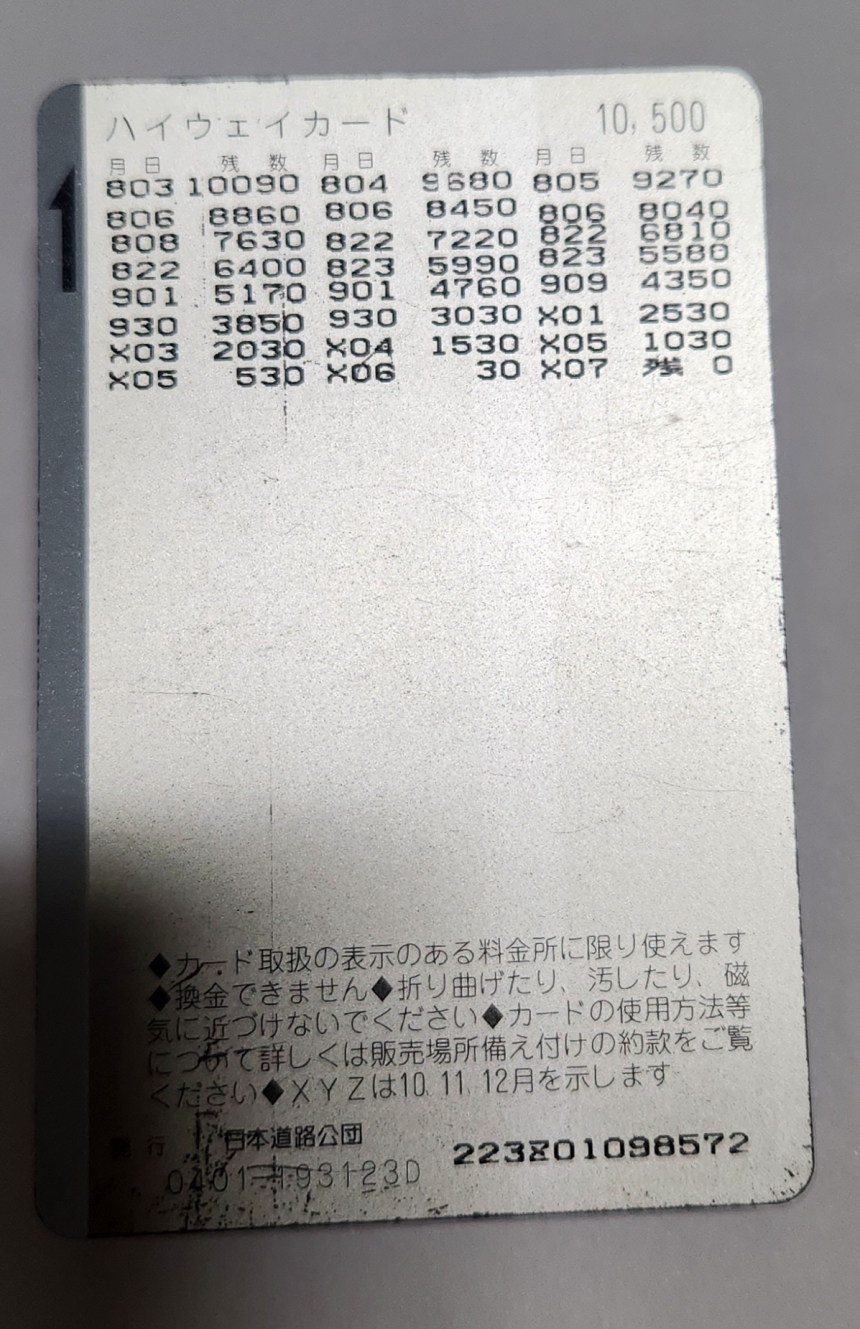 ハイウェイカード 10,500
月日 残数 月日 残数 月日 残数
803 10090 804 9680 805 9270
806 8860 806 8450 806 8040
808 7630 822 7220 822 6810
822 6400 823 5990 823 5580
901 5170 901 4760 909 4350
930 3850 930 3030 X01 2530
X03 2030 X04 1530 X05 1030
X05 530 X06 30 X07 残 0
◆カード取扱の表示のある料金所に限り使えます
◆換金できません◆折り曲げたり、汚したり、磁
気に近づけないでください◆カードの使用方法等
について詳しくは販売場所備え付けの約款をご覧
ください◆XYZは10.11.12月を示します
発行 日本道路公団 223Z01098572